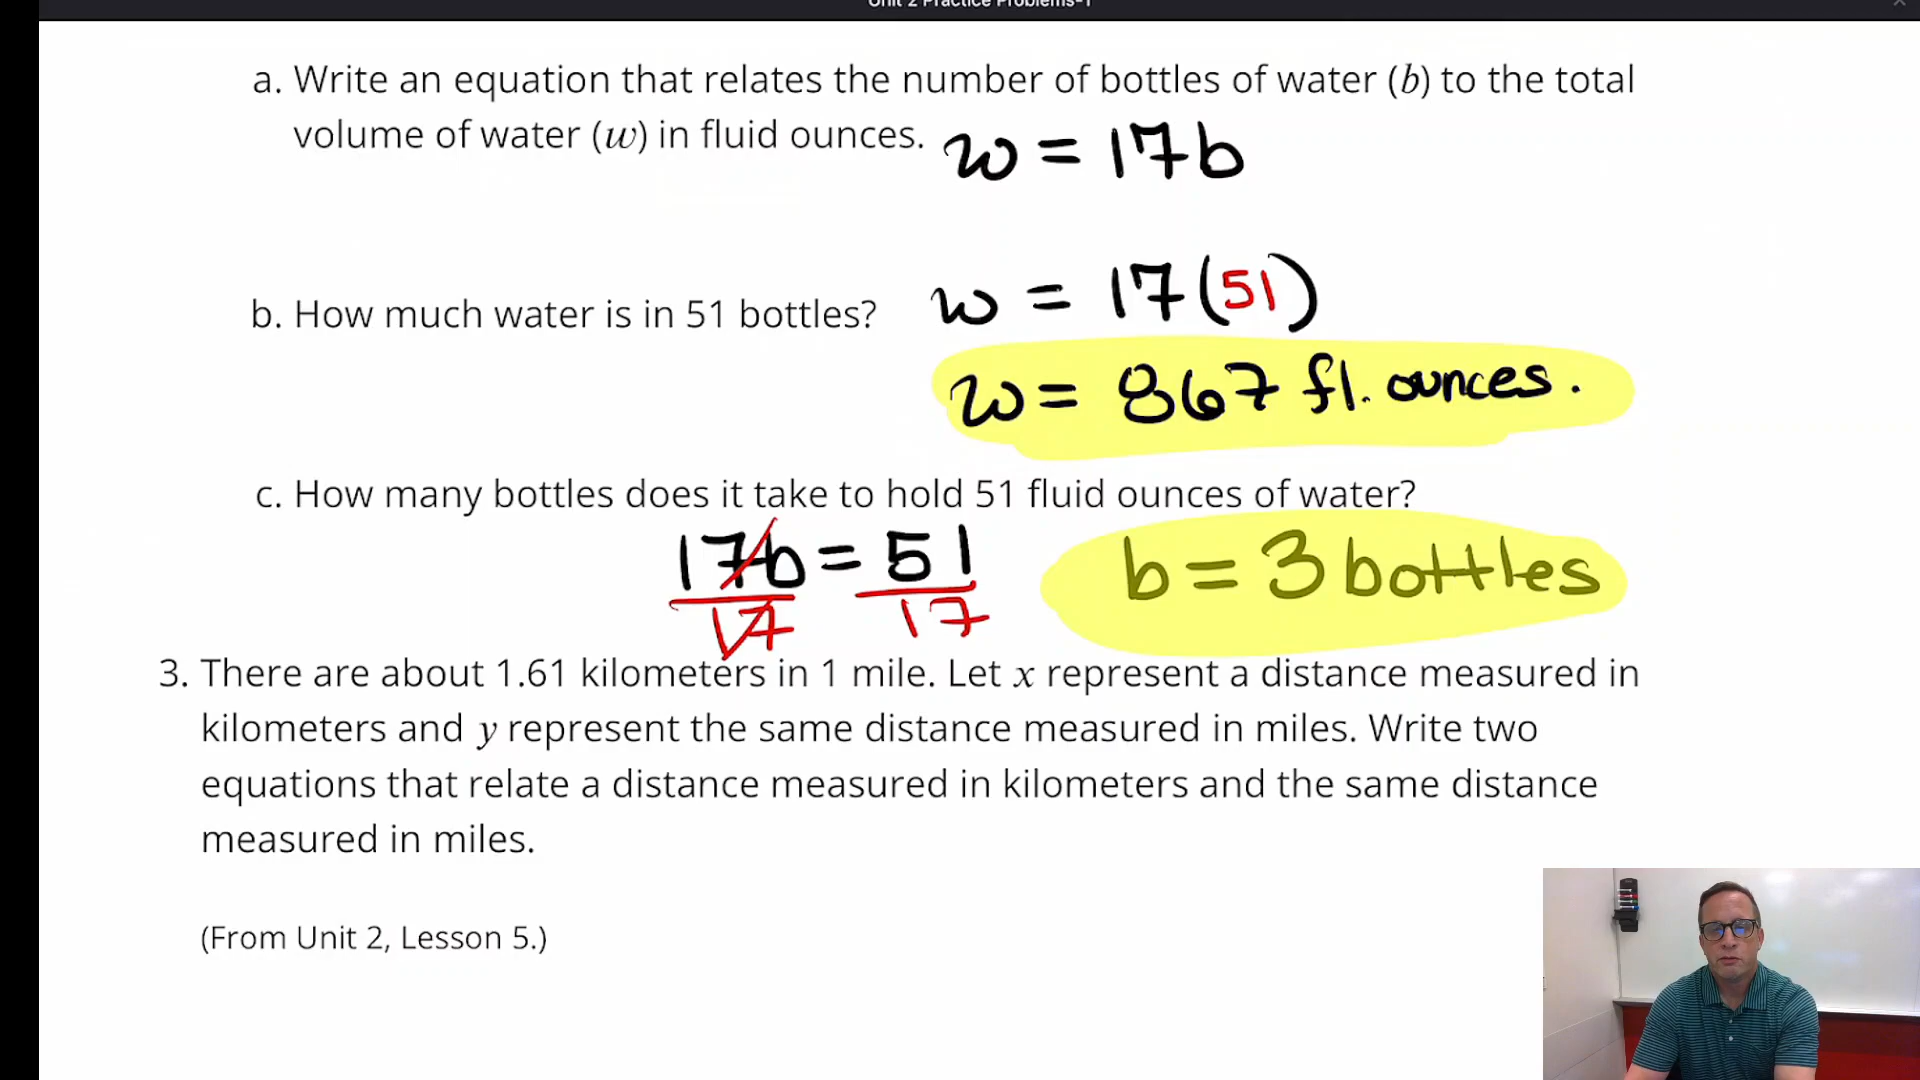 Unit 2 Practice Problems-1
a. Write an equation that relates the number of bottles of water (b) to the total
volume of water (w) in fluid ounces. w = 17b
b. How much water is in 51 bottles? w = 17(51)
w = 867 fl. ounces.
c. How many bottles does it take to hold 51 fluid ounces of water?
17b = 51 b = 3 bottles
17 17
3. There are about 1.61 kilometers in 1 mile. Let x represent a distance measured in
kilometers and y represent the same distance measured in miles. Write two
equations that relate a distance measured in kilometers and the same distance
measured in miles.
(From Unit 2, Lesson 5.)